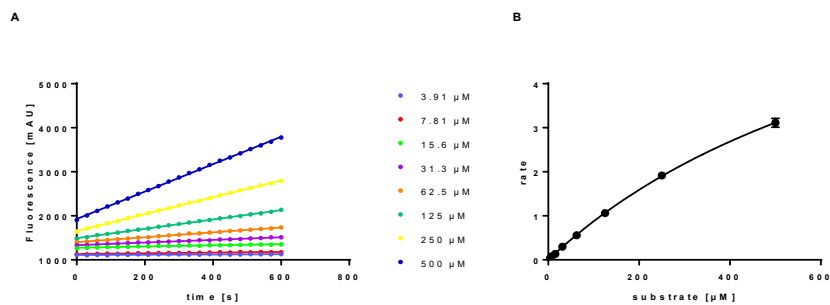 A
Fluorescence [mAU]
5000
4000
3000
2000
1000
0
200
400
600
800
time [s]
3.91 µM
7.81 µM
15.6 µM
31.3 µM
62.5 µM
125 µM
250 µM
500 µM
B
rate
4
3
2
1
0
0
200
400
600
substrate [µM]